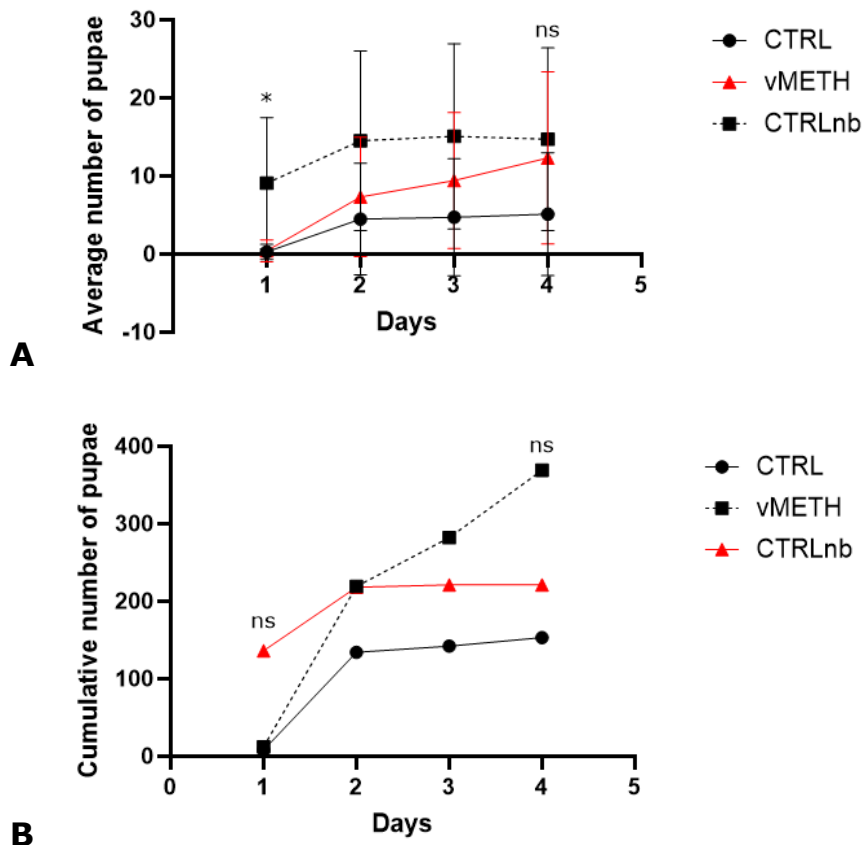 30
20
10
0
-10
Average number of pupae
*
ns
1 2 3 4 5
Days
CTRL
vMETH
CTRLnb
A
400
300
200
100
0
Cumulative number of pupae
ns
ns
0 1 2 3 4 5
Days
CTRL
vMETH
CTRLnb
B